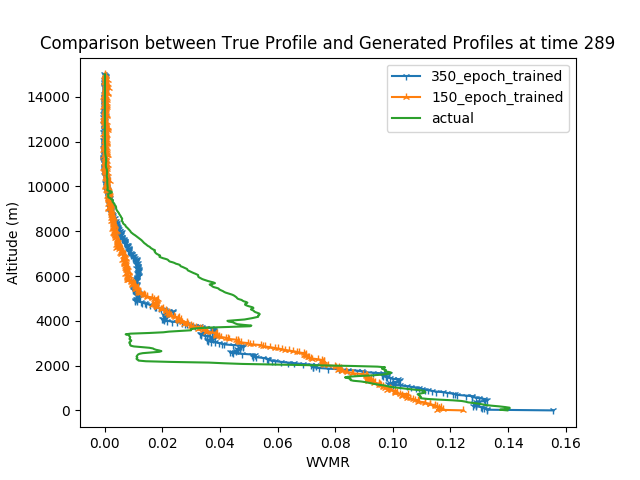 Comparison between True Profile and Generated Profiles at time 289
350_epoch_trained
150_epoch_trained
actual
Altitude (m)
14000
12000
10000
8000
6000
4000
2000
0
0.00 0.02 0.04 0.06 0.08 0.10 0.12 0.14 0.16
WVMR